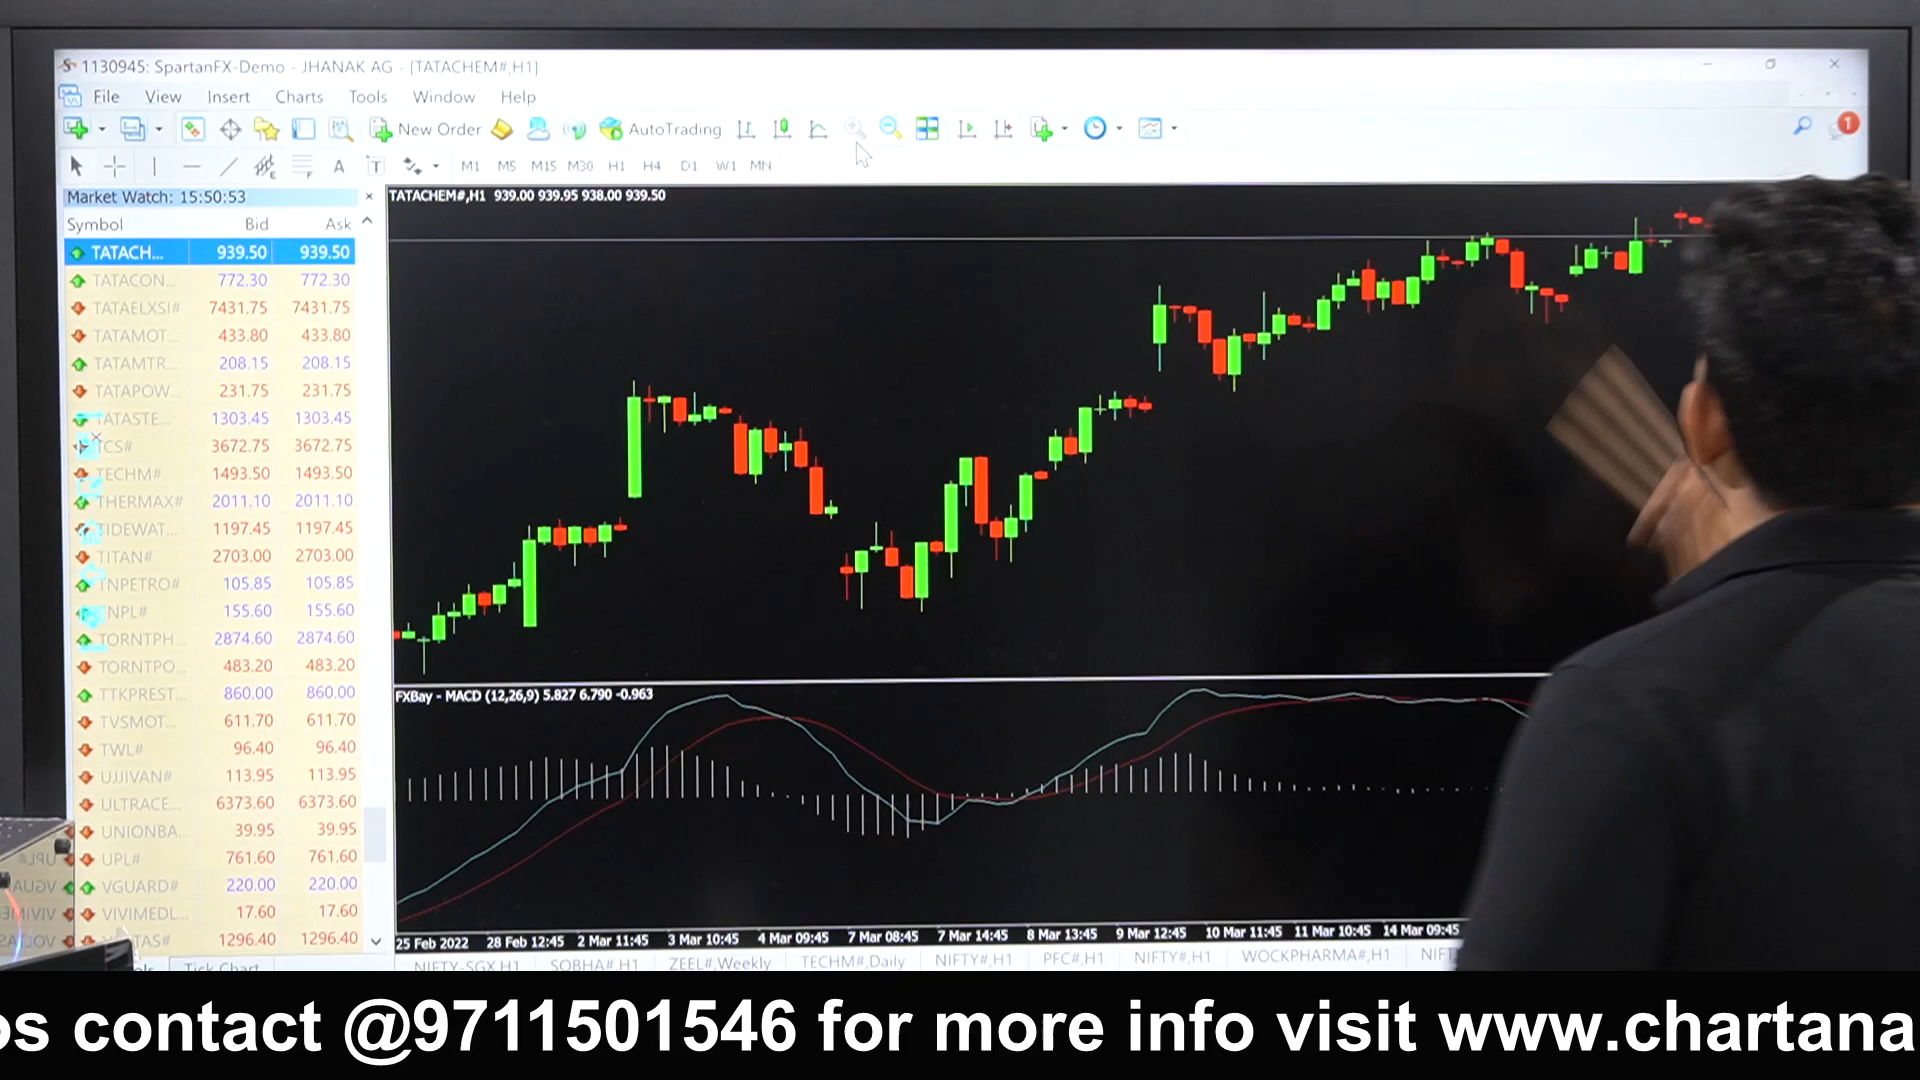 1130945: SpartanFX-Demo - JHANAK AG - [TATACHEM#,H1]
File View Insert Charts Tools Window Help
New Order AutoTrading 1
A T M1 M5 M15 M30 H1 H4 D1 W1 MN
Market Watch: 15:50:53
Symbol Bid Ask
TATACH... 939.50 939.50
TATACON... 772.30 772.30
TATAELXSI# 7431.75 7431.75
TATAMOT... 433.80 433.80
TATAMTR... 208.15 208.15
TATAPOW... 231.75 231.75
TATASTE... 1303.45 1303.45
TCS# 3672.75 3672.75
TECHM# 1493.50 1493.50
THERMAX# 2011.10 2011.10
TIDEWAT... 1197.45 1197.45
TITAN# 2703.00 2703.00
TNPETRO# 105.85 105.85
TNPL# 155.60 155.60
TORNTPH... 2874.60 2874.60
TORNTPO... 483.20 483.20
TTKPREST... 860.00 860.00
TVSMOT... 611.70 611.70
TWL# 96.40 96.40
UJJIVAN# 113.95 113.95
ULTRACE... 6373.60 6373.60
UNIONBA... 39.95 39.95
UPL# 761.60 761.60
VGUARD# 220.00 220.00
VIVIMEDL... 17.60 17.60
TAS# 1296.40 1296.40
Tick Chart
TATACHEM#,H1 939.00 939.95 938.00 939.50
FXBay - MACD (12,26,9) 5.827 6.790 -0.963
25 Feb 2022 28 Feb 12:45 2 Mar 11:45 3 Mar 10:45 4 Mar 09:45 7 Mar 08:45 7 Mar 14:45 8 Mar 13:45 9 Mar 12:45 10 Mar 11:45 11 Mar 10:45 14 Mar 09:45
NIFTY-SGX,H1 SOBHA#,H1 ZEEL#,Weekly TECHM#,Daily NIFTY#,H1 PFC#,H1 NIFTY#,H1 WOCKPHARMA#,H1 NIFT
os contact @9711501546 for more info visit www.chartana